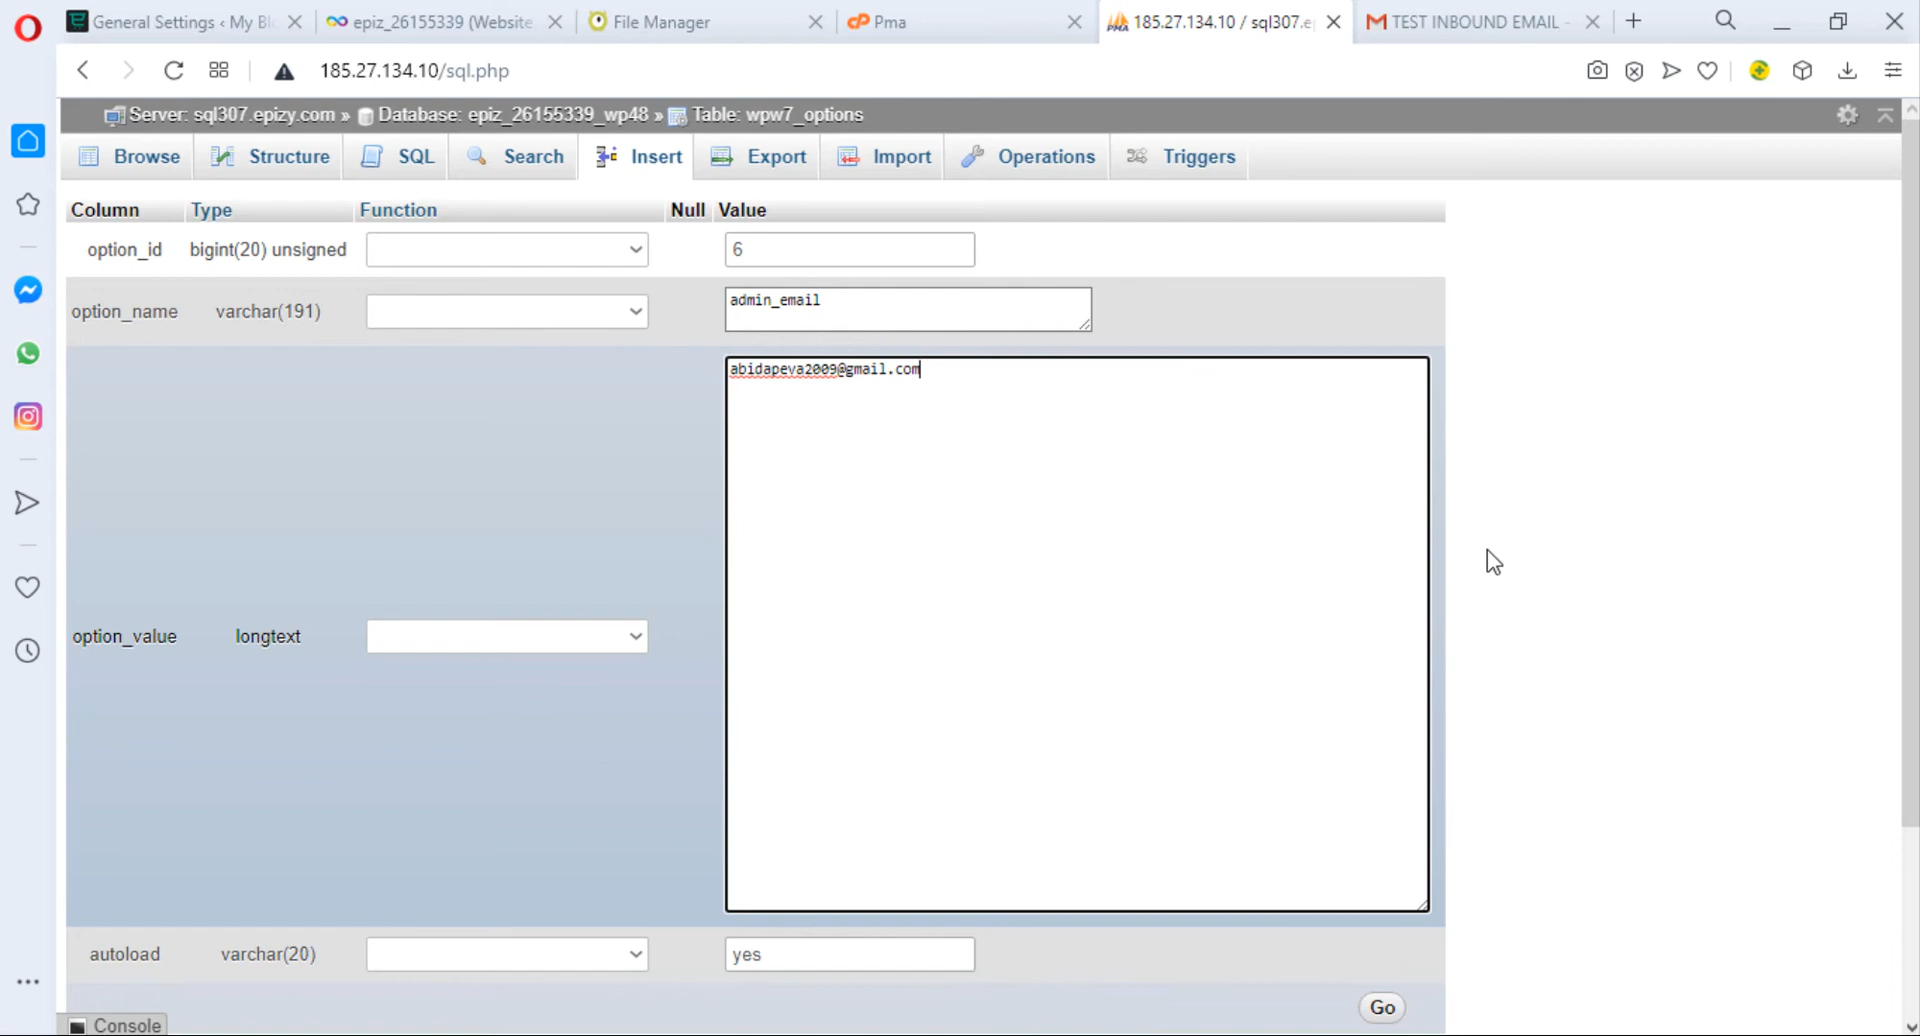 General Settings ‹ My Bl
epiz_26155339 (Website
File Manager
Pma
185.27.134.10 / sql307.e
TEST INBOUND EMAIL -
185.27.134.10/sql.php
Server: sql307.epizy.com » Database: epiz_26155339_wp48 » Table: wpw7_options
Browse Structure SQL Search Insert Export Import Operations Triggers
Column Type Function Null Value
option_id bigint(20) unsigned 6
option_name varchar(191) admin_email
abidapeva2009@gmail.com
option_value longtext
autoload varchar(20) yes
Go
Console